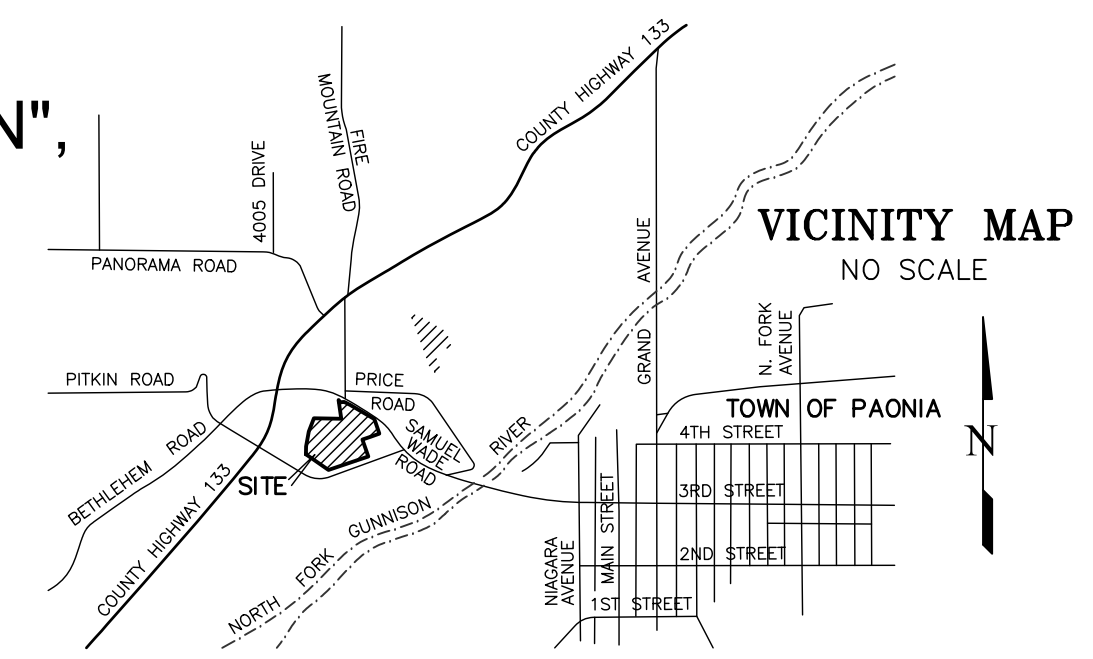 N",
VICINITY MAP
NO SCALE
COUNTY HIGHWAY 133
FIRE
MOUNTAIN ROAD
4005 DRIVE
PANORAMA ROAD
GRAND AVENUE
N. FORK
AVENUE
PITKIN ROAD
PRICE
ROAD
TOWN OF PAONIA
SAMUEL
WADE
ROAD
4TH STREET
N
BETHLEHEM ROAD
COUNTY HIGHWAY 133
SITE
3RD STREET
NORTH FORK GUNNISON RIVER
MAIN STREET
NIAGARA
AVENUE
2ND STREET
1ST STREET